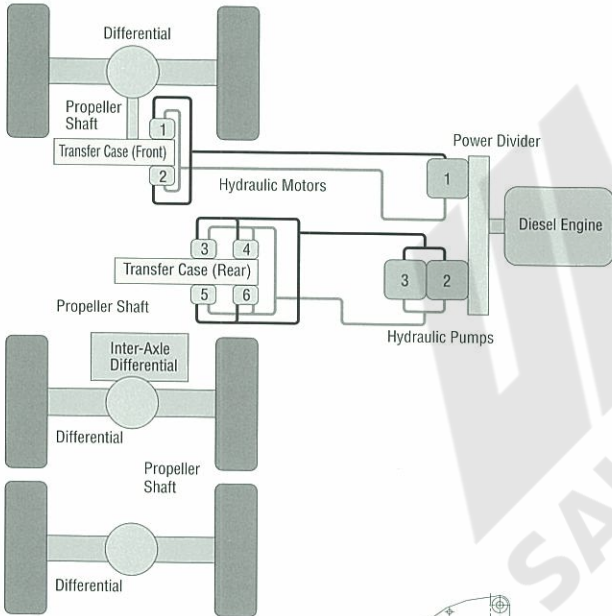 Differential
Propeller
Shaft
1
Transfer Case (Front)
2
Hydraulic Motors
Power Divider
1
Diesel Engine
3
4
Transfer Case (Rear)
5
6
3
2
Propeller Shaft
Hydraulic Pumps
Inter-Axle
Differential
Differential
Propeller
Shaft
Differential
SAL